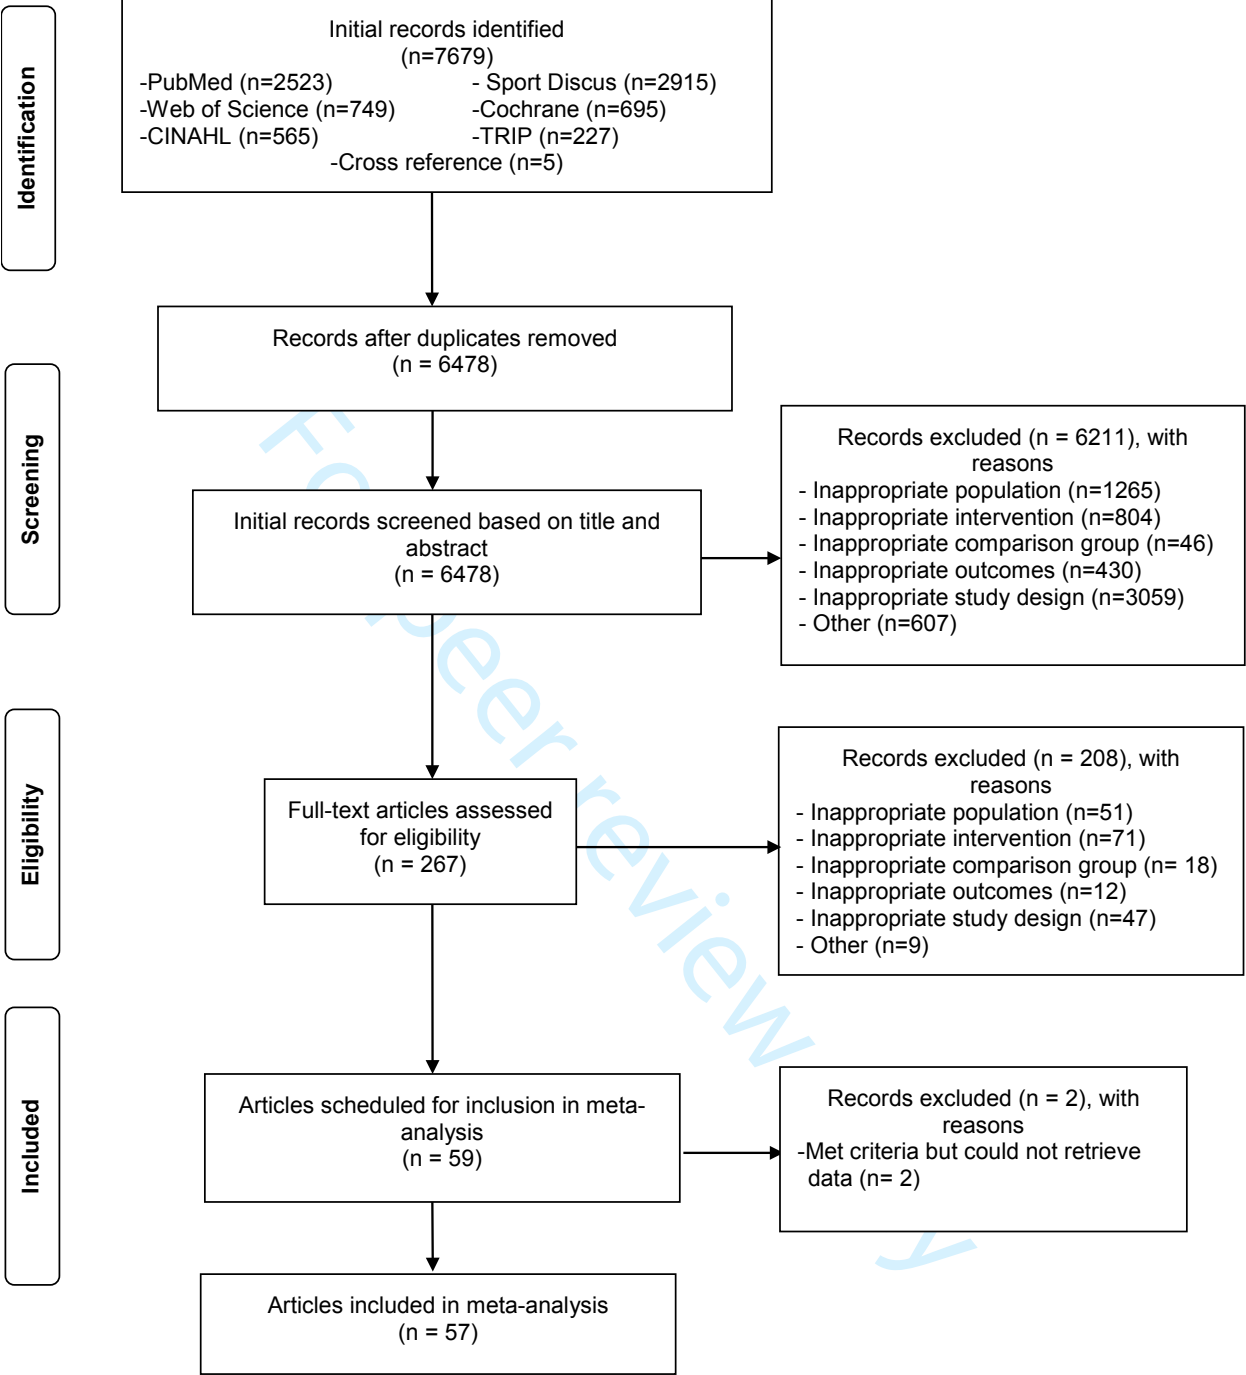 Identification
Initial records identified
(n=7679)
-PubMed (n=2523) - Sport Discus (n=2915)
-Web of Science (n=749) -Cochrane (n=695)
-CINAHL (n=565) -TRIP (n=227)
-Cross reference (n=5)
Records after duplicates removed
(n = 6478)
Screening
Initial records screened based on title and
abstract
(n = 6478)
Records excluded (n = 6211), with
reasons
- Inappropriate population (n=1265)
- Inappropriate intervention (n=804)
- Inappropriate comparison group (n=46)
- Inappropriate outcomes (n=430)
- Inappropriate study design (n=3059)
- Other (n=607)
Eligibility
Full-text articles assessed
for eligibility
(n = 267)
Records excluded (n = 208), with
reasons
- Inappropriate population (n=51)
- Inappropriate intervention (n=71)
- Inappropriate comparison group (n= 18)
- Inappropriate outcomes (n=12)
- Inappropriate study design (n=47)
- Other (n=9)
Included
Articles scheduled for inclusion in meta-
analysis
(n = 59)
Records excluded (n = 2), with
reasons
-Met criteria but could not retrieve
data (n= 2)
Articles included in meta-analysis
(n = 57)
For peer review only